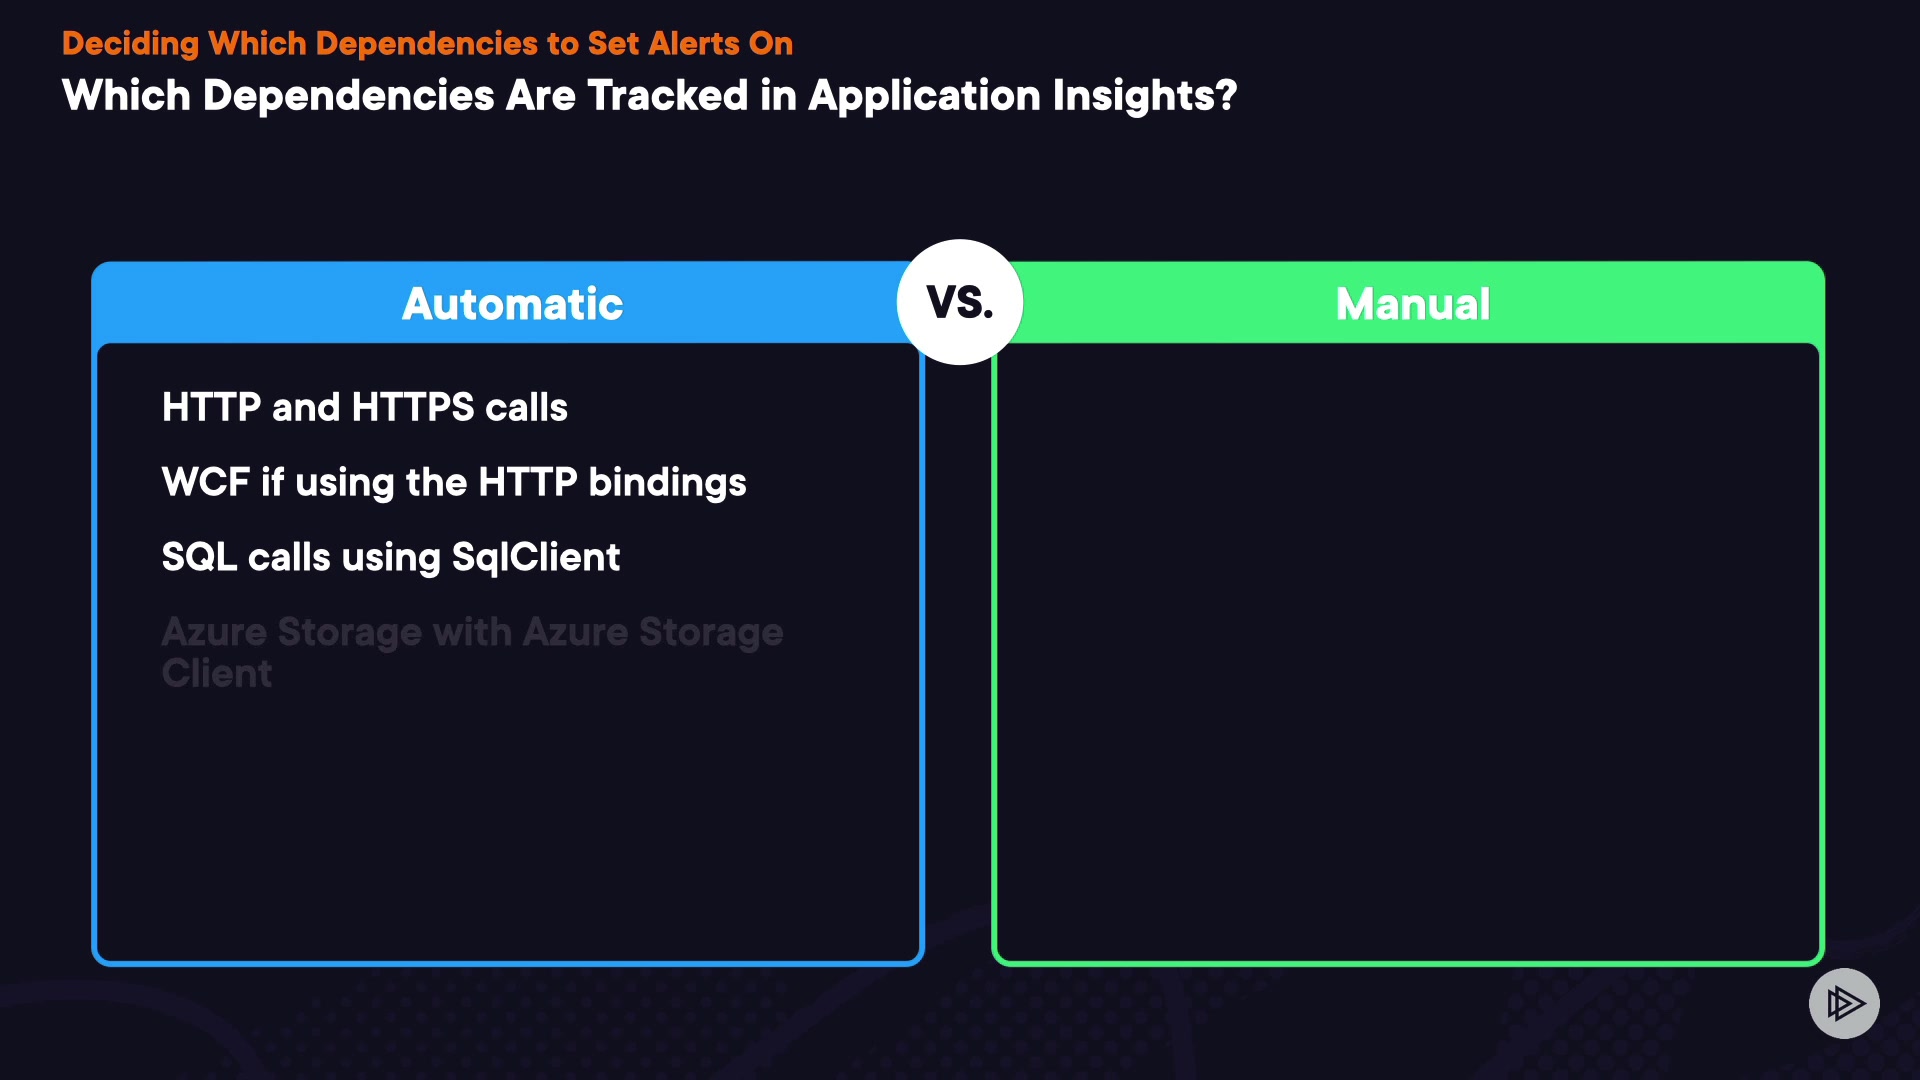 Deciding Which Dependencies to Set Alerts On
Which Dependencies Are Tracked in Application Insights?
Automatic
VS.
Manual
HTTP and HTTPS calls
WCF if using the HTTP bindings
SQL calls using SqlClient
Azure Storage with Azure Storage
Client